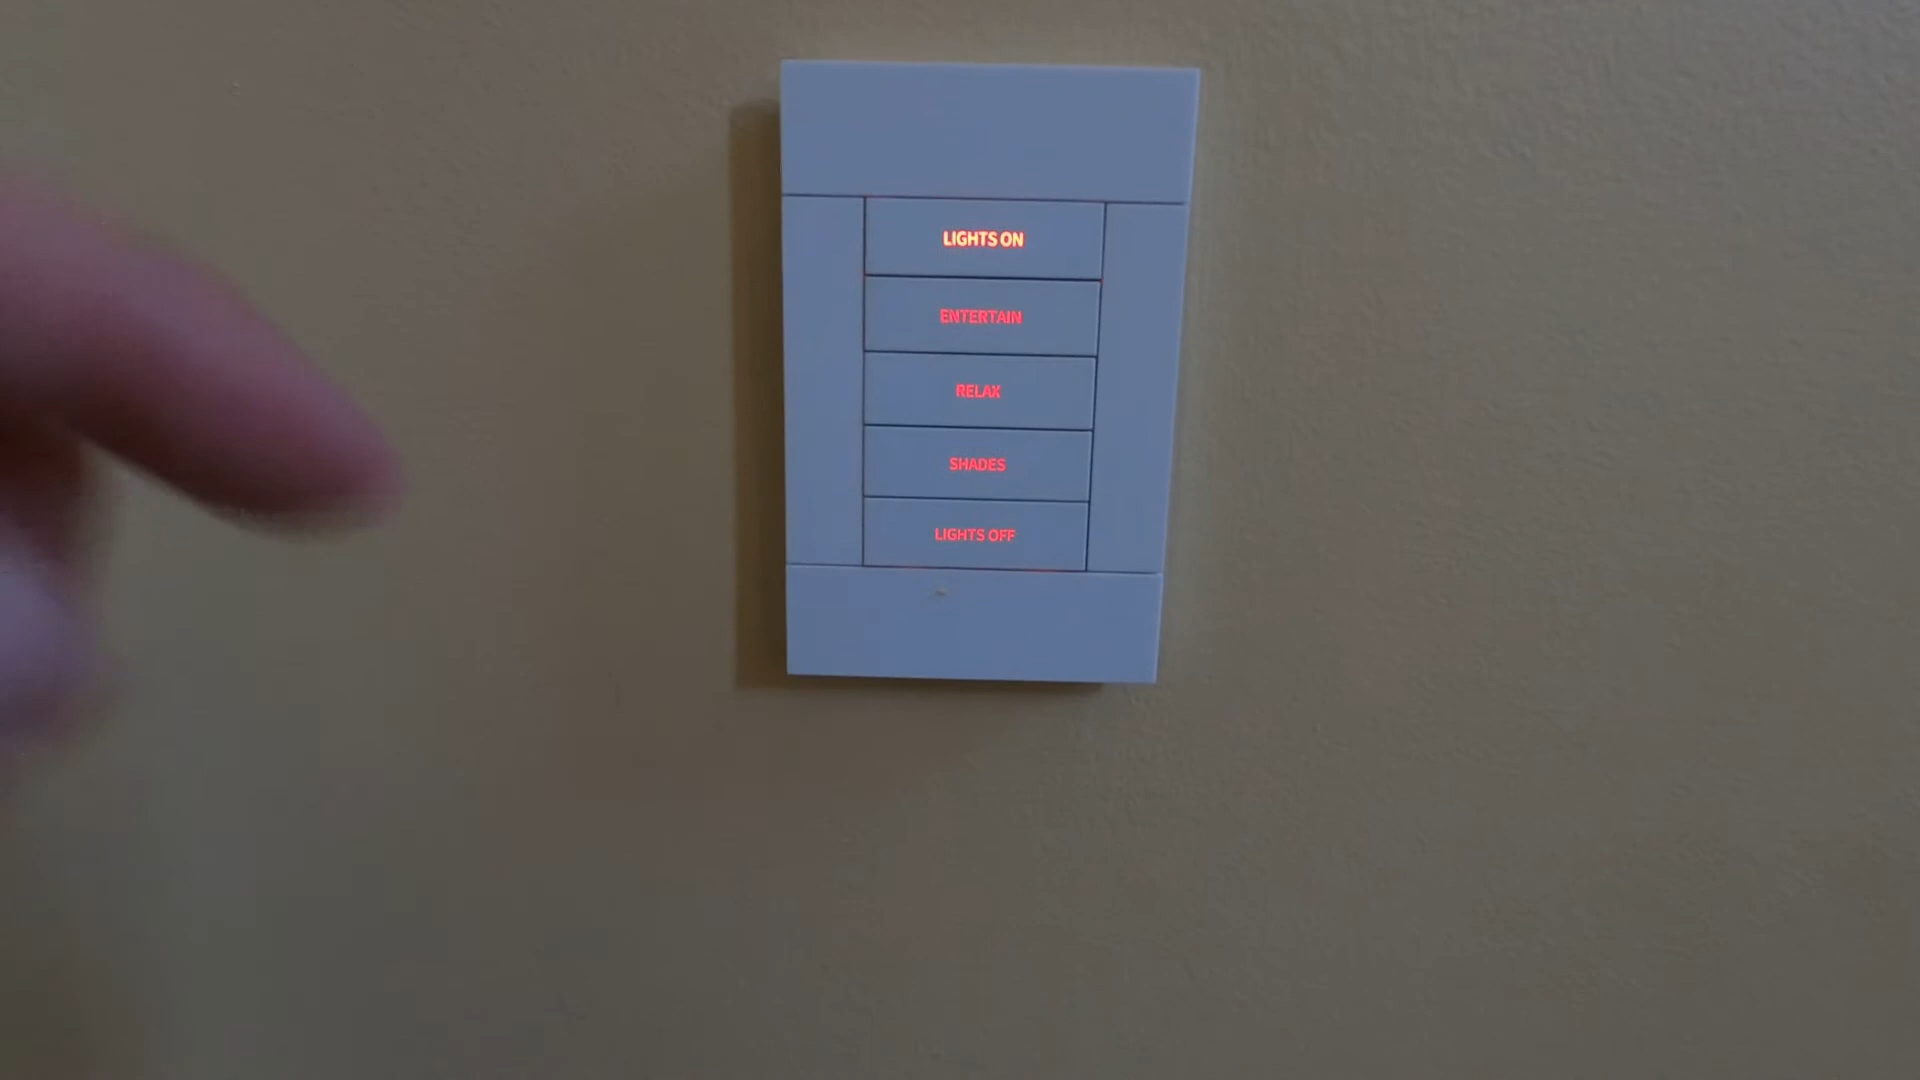 LIGHTS ON
ENTERTAIN
RELAX
SHADES
LIGHTS OFF